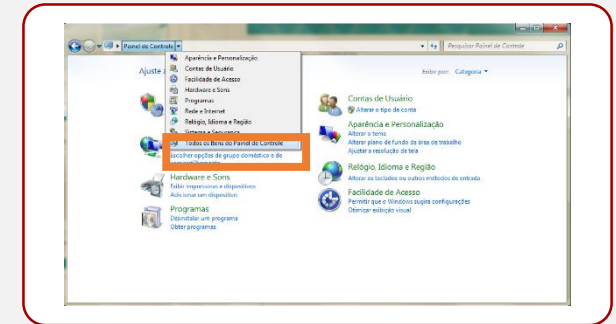 Painel de Controle
Pesquisar Painel de Controle
Ajuste
Exibir por: Categoria
Aparência e Personalização
Contas de Usuário
Facilidade de Acesso
Hardware e Sons
Programas
Rede e Internet
Relógio, Idioma e Região
Sistema e Segurança
Todos os Itens do Painel de Controle
Escolher opções de grupo doméstico e de
Hardware e Sons
Exibir impressoras e dispositivos
Adicionar um dispositivo
Programas
Desinstalar um programa
Obter programas
Contas de Usuário
Alterar o tipo de conta
Aparência e Personalização
Alterar o tema
Alterar plano de fundo da área de trabalho
Ajustar a resolução da tela
Relógio, Idioma e Região
Alterar os teclados ou outros métodos de entrada
Facilidade de Acesso
Permitir que o Windows sugira configurações
Otimizar exibição visual